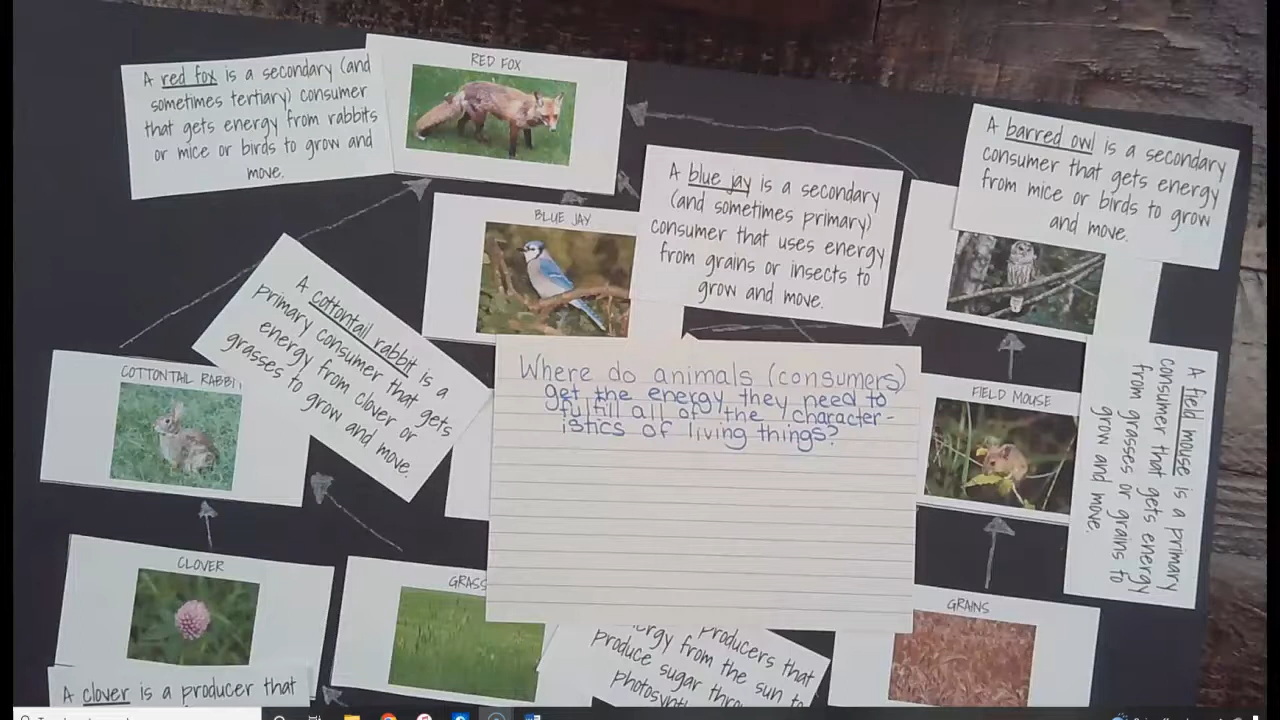 A red fox is a secondary (and
sometimes tertiary) consumer
that gets energy from rabbits
or mice or birds to grow and
move.
RED FOX
A barred owl is a secondary
consumer that gets energy
from mice or birds to grow
and move.
A blue jay is a secondary
(and sometimes primary)
consumer that uses energy
from grains or insects to
grow and move.
BLUE JAY
A cottontail rabbit is a
primary consumer that gets
energy from clover or
grasses to grow and move.
COTTONTAIL RABBIT
Where do animals (consumers)
get the energy they need to
fulfill all of the character-
istics of living things?
FIELD MOUSE
A field mouse is a primary
consumer that gets energy
from grasses or grains to
grow and move.
CLOVER
GRASS
GRAINS
producers that
from the sun to
produce sugar
A clover is a producer that